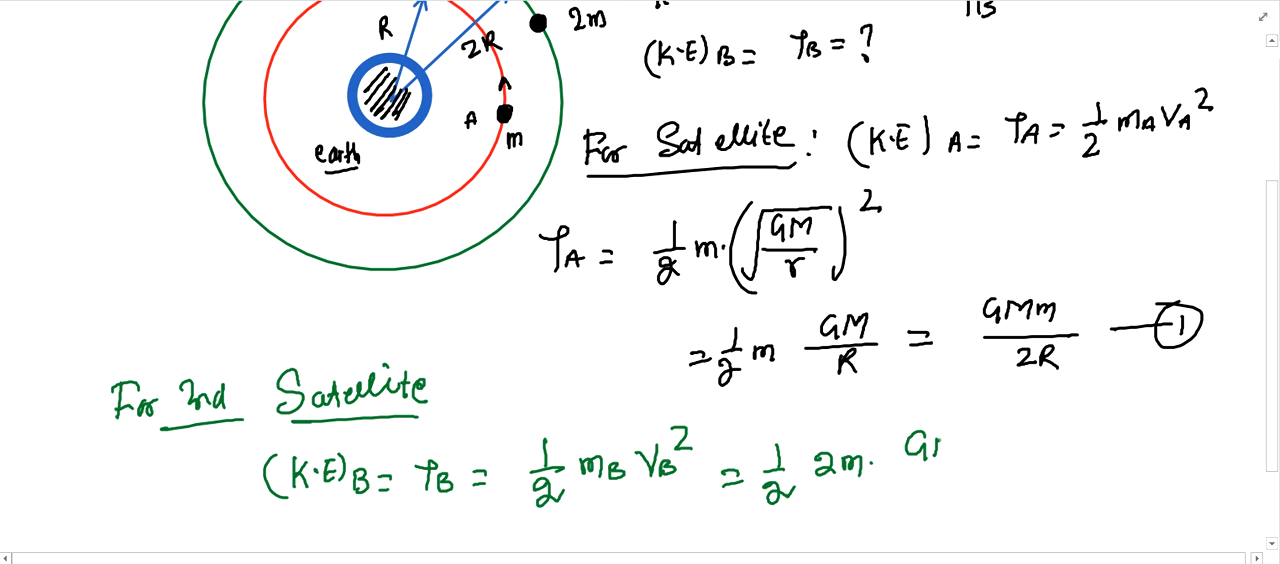 R
2R
2m
(K.E)B = TB = ?
A
m
earth
For Satellite : (K.E) A = TA = 1/2 mA VA^2
TA = 1/2 m. (√(GM/r))^2
= 1/2 m GM/R = GMm/2R — ①
For 2nd Satellite
(K.E)B = TB = 1/2 mB VB^2 = 1/2 2m. G